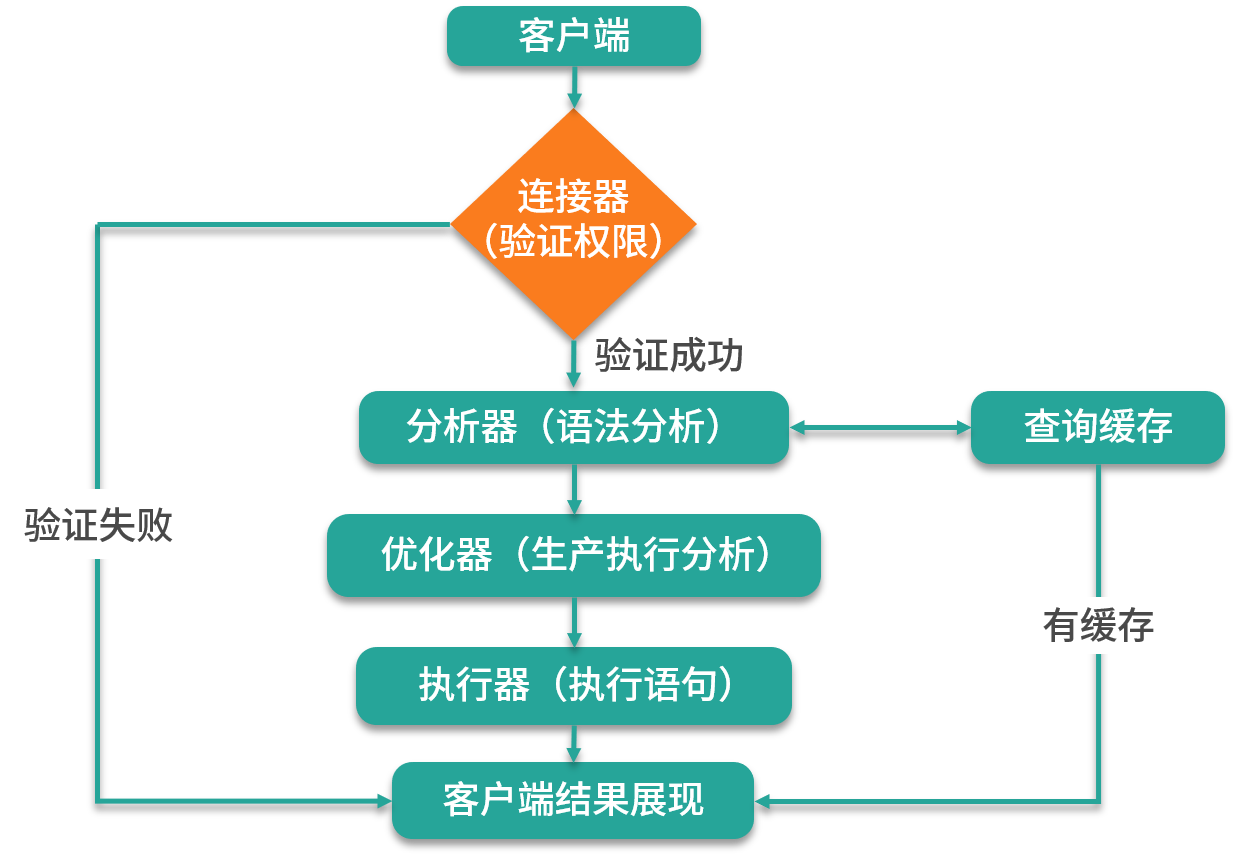 客户端
连接器
（验证权限）
验证成功
分析器（语法分析）
查询缓存
验证失败
优化器（生产执行分析）
有缓存
执行器（执行语句）
客户端结果展现